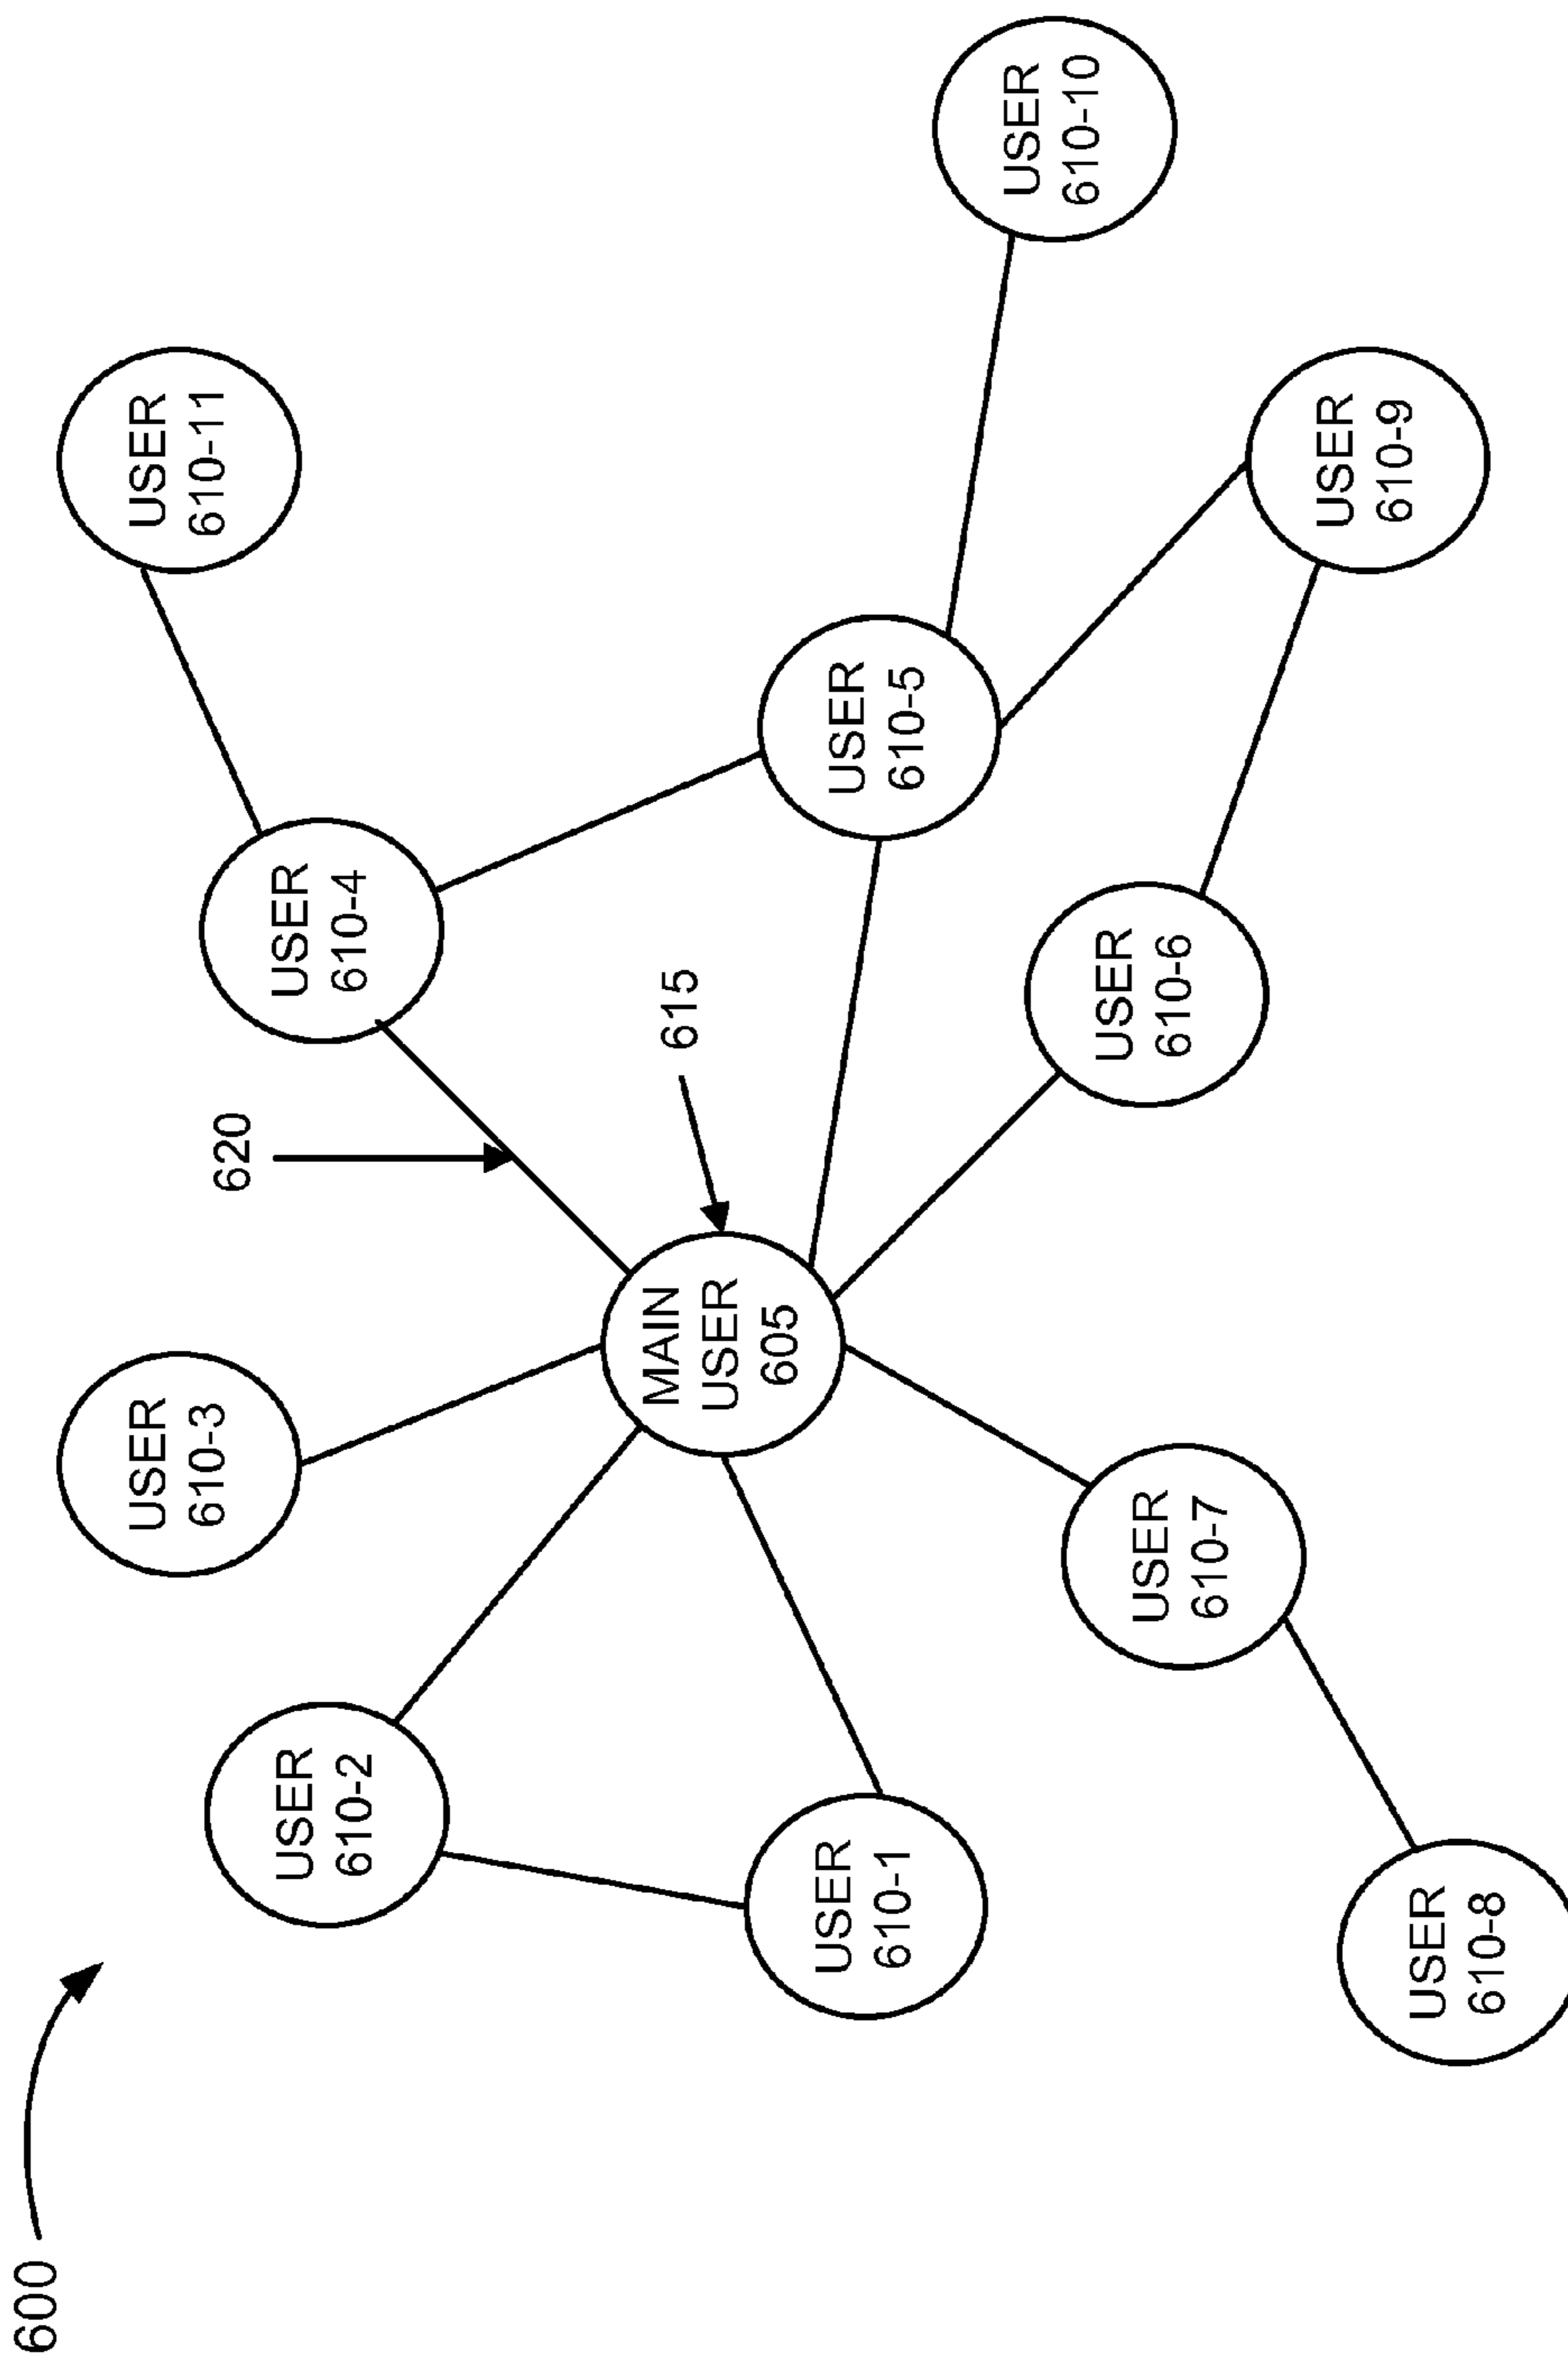 600
USER
610-2
USER
610-3
620
USER
610-4
USER
610-11
USER
610-1
MAIN
USER
605
615
USER
610-5
USER
610-10
USER
610-8
USER
610-7
USER
610-6
USER
610-9